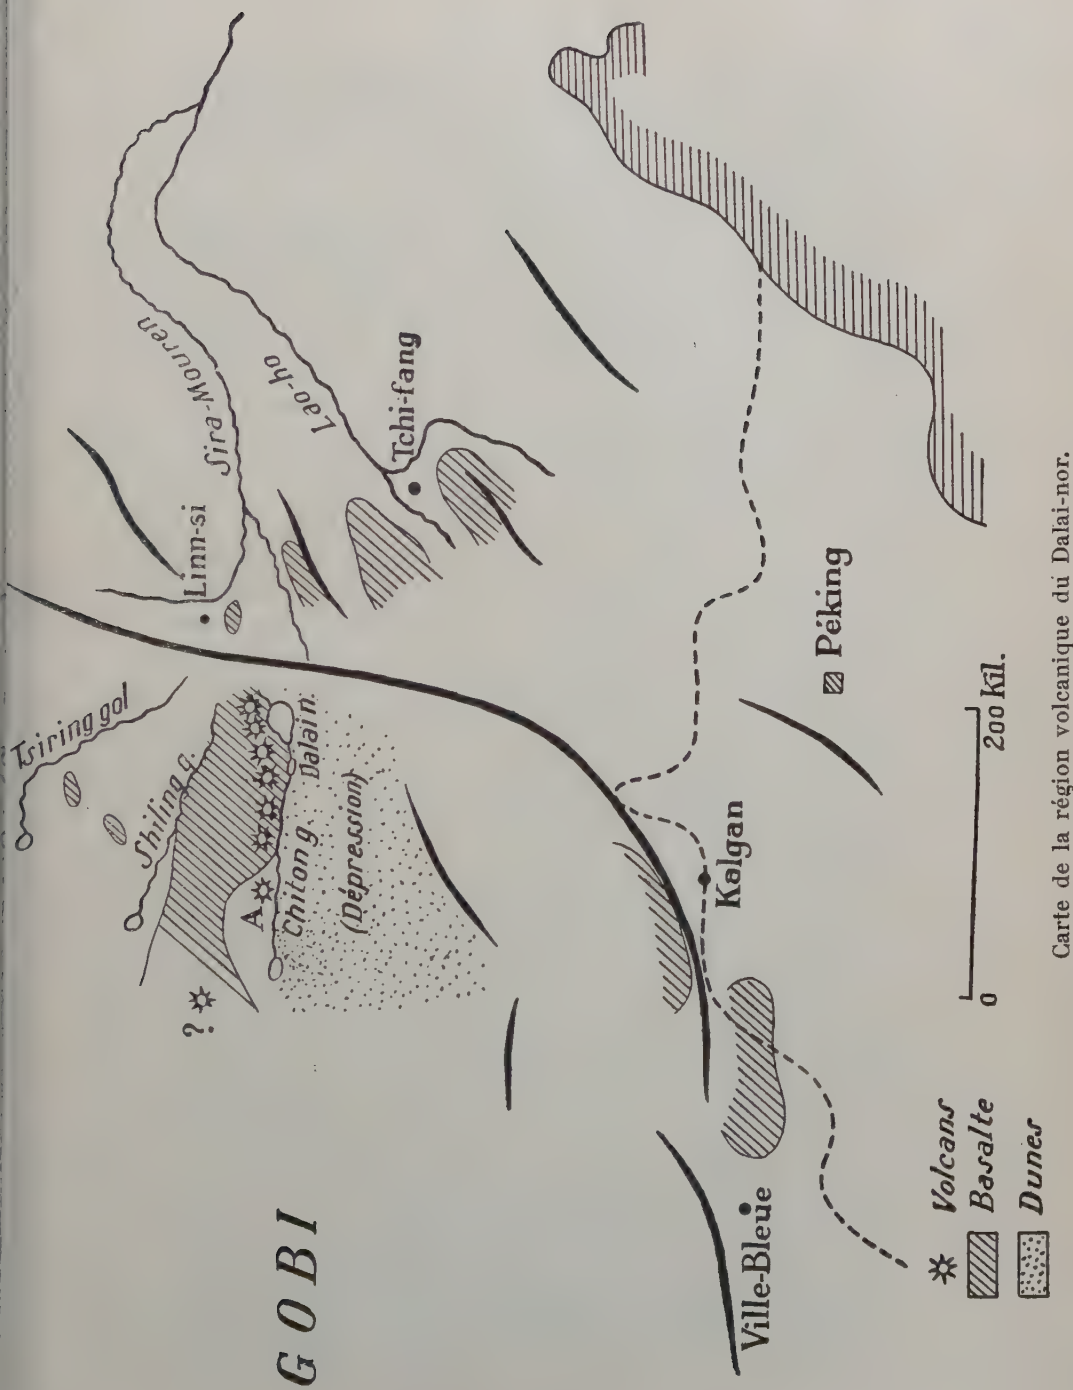 Tsiring gol
Shiling g.
Linn-si
Sira-Mouren
Lao-ho
Tchi-fang
?
A
Chiton g.
Dalai n.
(Dépression)
GOBI
Kalgan
Péking
Ville-Bleue
Volcans
Basalte
Dunes
0
200 kil.
Carte de la région volcanique du Dalaï-nor.